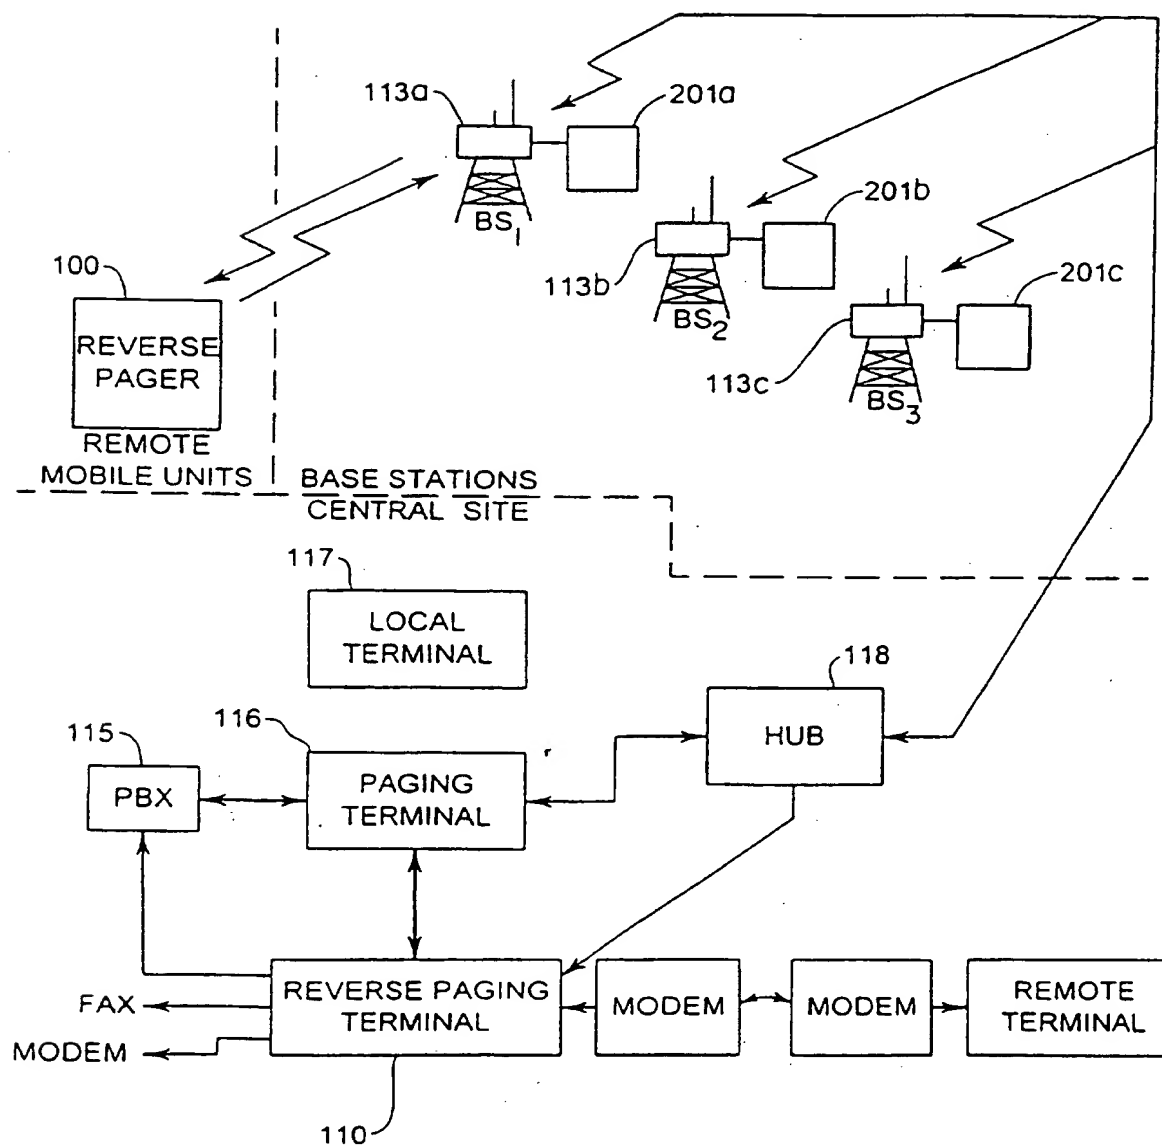 113a
201a
BS1
201b
113b
BS2
201c
113c
BS3
100
REVERSE
PAGER
REMOTE
MOBILE UNITS
BASE STATIONS
CENTRAL SITE
117
LOCAL
TERMINAL
118
HUB
116
PAGING
TERMINAL
115
PBX
REVERSE PAGING
TERMINAL
MODEM
MODEM
REMOTE
TERMINAL
FAX
MODEM
110